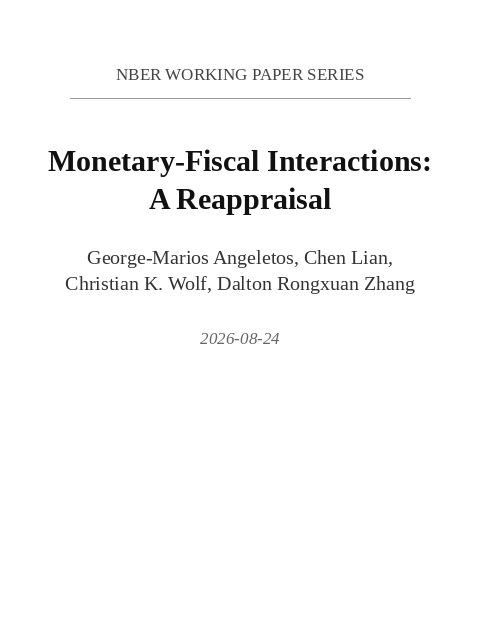 NBER WORKING PAPER SERIES
Monetary-Fiscal Interactions:
A Reappraisal
George-Marios Angeletos, Chen Lian,
Christian K. Wolf, Dalton Rongxuan Zhang
2026-08-24